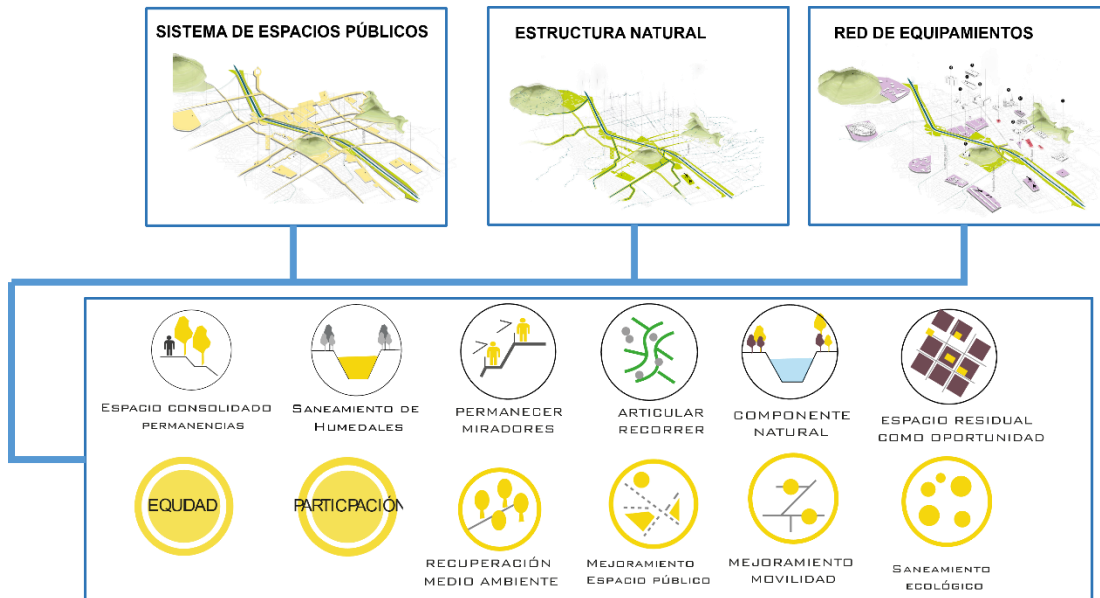 SISTEMA DE ESPACIOS PÚBLICOS
ESTRUCTURA NATURAL
RED DE EQUIPAMIENTOS
ESPACIO CONSOLIDADO
PERMANENCIAS
SANEAMIENTO DE
HUMEDALES
PERMANECER
MIRADORES
ARTICULAR
RECORRER
COMPONENTE
NATURAL
ESPACIO RESIDUAL
COMO OPORTUNIDAD
EQUIDAD
PARTICPACIÓN
RECUPERACIÓN
MEDIO AMBIENTE
MEJORAMIENTO
ESPACIO PÚBLICO
MEJORAMIENTO
MOVILIDAD
SANEAMIENTO
ECOLÓGICO